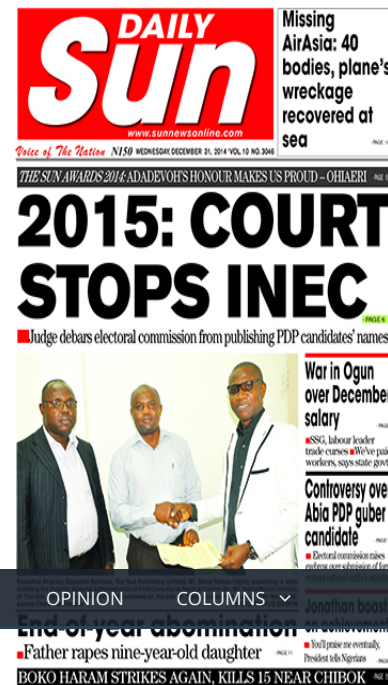 DAILY
Sun
www.sunnewsonline.com
Missing
AirAsia: 40
bodies, plane's
wreckage
recovered at
sea
Voice of The Nation N150 WEDNESDAY, DECEMBER 31, 2014 VOL 10 NO. 3046
THE SUN AWARDS 2014: ADADEVOH'S HONOUR MAKES US PROUD – OHIAERI
2015: COURT
STOPS INEC
PAGE 6
Judge debars electoral commission from publishing PDP candidates' names
War in Ogun
over December
salary
SSG, labour leader
trade curses We've paid
workers, says state govt
Controversy over
Abia PDP guber
candidate
Electoral commission raises
OPINION
COLUMNS
Jonathan boasts
on achievements
End-of-year abomination
Father rapes nine-year-old daughter
You'll praise me eventually,
President tells Nigerians
BOKO HARAM STRIKES AGAIN, KILLS 15 NEAR CHIBOK